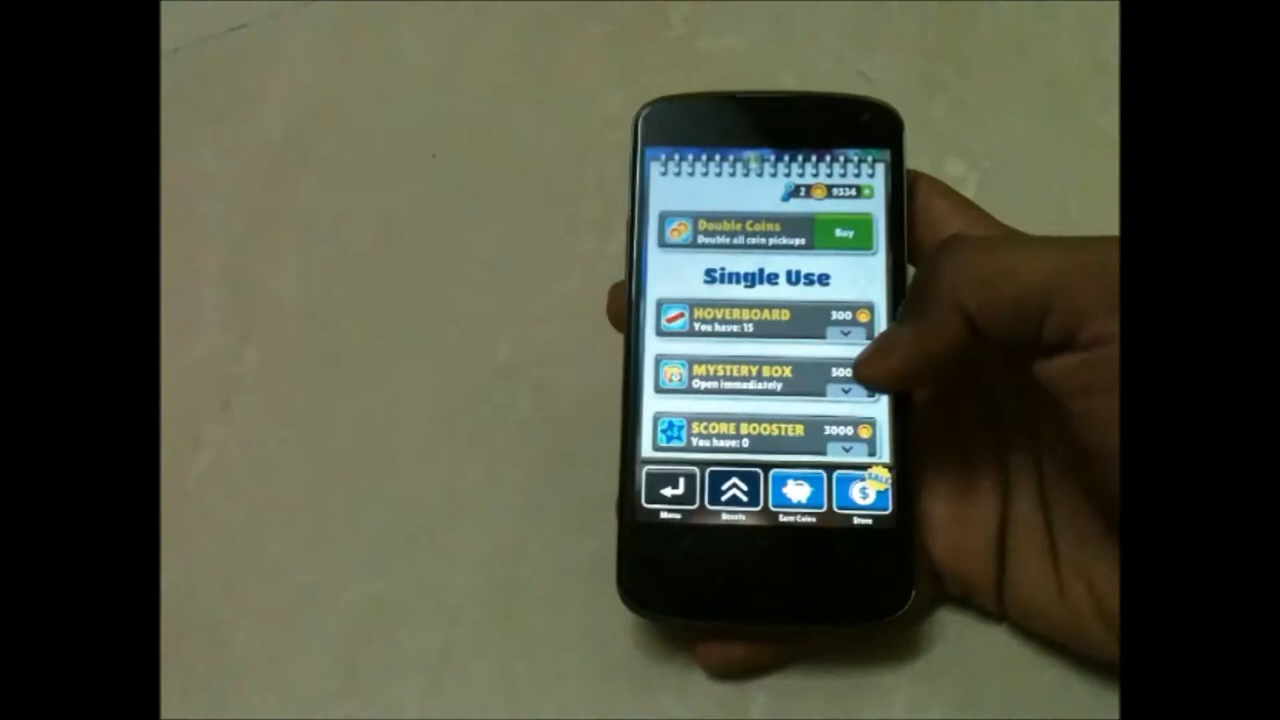 2 9334
Double Coins
Double all coin pickups
Buy
Single Use
HOVERBOARD 300
You have: 15
MYSTERY BOX 500
Open immediately
SCORE BOOSTER 3000
You have: 0
SALE
Menu Boosts Earn Coins Store